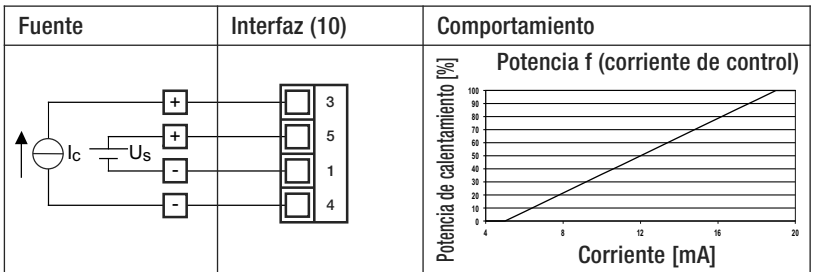 Fuente
Interfaz (10)
Comportamiento
+
+
-
-
Ic
Us
3
5
1
4
Potencia f (corriente de control)
Potencia de calentamiento [%]
100
90
80
70
60
50
40
30
20
10
0
4 8 12 16 20
Corriente [mA]